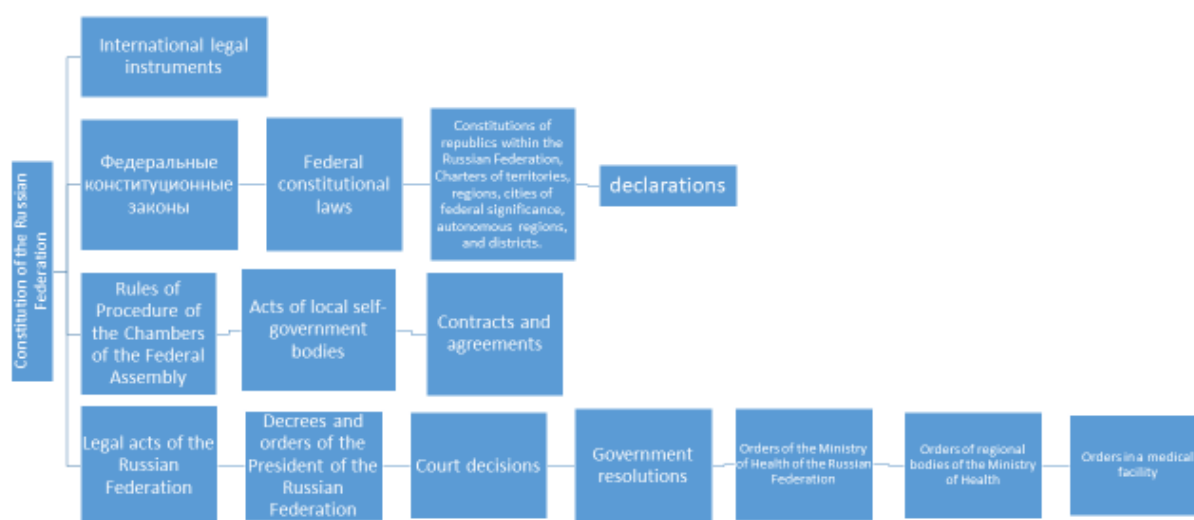 Constitution of the Russian
Federation
International legal
instruments
Федеральные
конституционные
законы
Federal
constitutional
laws
Constitutions of
republics within the
Russian Federation,
Charters of territories,
regions, cities of
federal significance,
autonomous regions,
and districts.
declarations
Rules of
Procedure of
the Chambers
of the Federal
Assembly
Acts of local self-
government
bodies
Contracts and
agreements
Legal acts of the
Russian
Federation
Decrees and
orders of the
President of the
Russian
Federation
Court decisions
Government
resolutions
Orders of the Ministry
of Health of the Russian
Federation
Orders of regional
bodies of the Ministry
of Health
Orders in a medical
facility